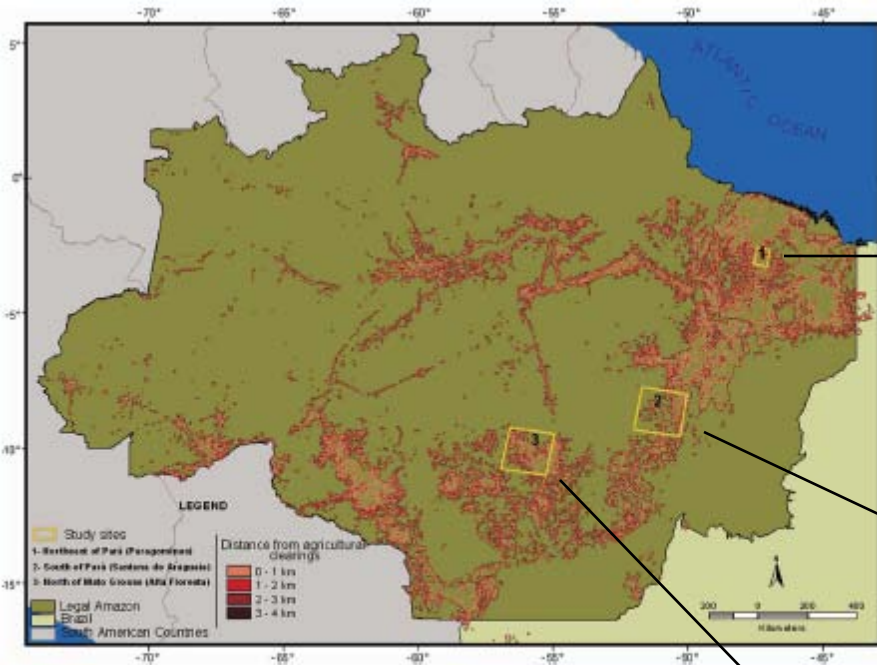 -70° -65° -60° -55° -50° -45°
5°
0°
-5°
-10°
-15°
ATLANTIC OCEAN
1
2
3
LEGEND
Study sites
1- Northeast of Pará (Paragominas)
2- South of Pará (Santana do Araguaia)
3- North of Mato Grosso (Alta Floresta)
Legal Amazon
Brazil
South American Countries
Distance from agricultural
clearings
0 - 1 km
1 - 2 km
2 - 3 km
3 - 4 km
N
200 0 200 400
Kilometers
-70° -65° -60° -55° -50° -45°